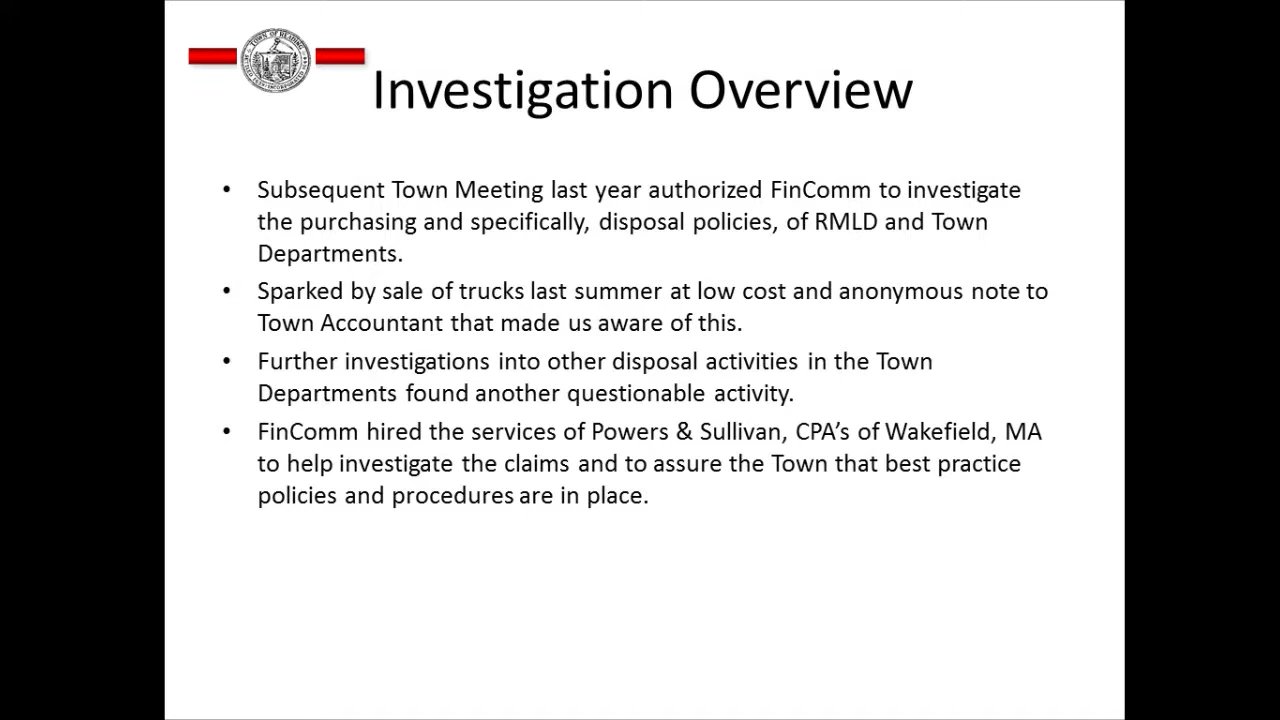 TOWN OF READING
Investigation Overview
• Subsequent Town Meeting last year authorized FinComm to investigate
the purchasing and specifically, disposal policies, of RMLD and Town
Departments.
• Sparked by sale of trucks last summer at low cost and anonymous note to
Town Accountant that made us aware of this.
• Further investigations into other disposal activities in the Town
Departments found another questionable activity.
• FinComm hired the services of Powers & Sullivan, CPA’s of Wakefield, MA
to help investigate the claims and to assure the Town that best practice
policies and procedures are in place.